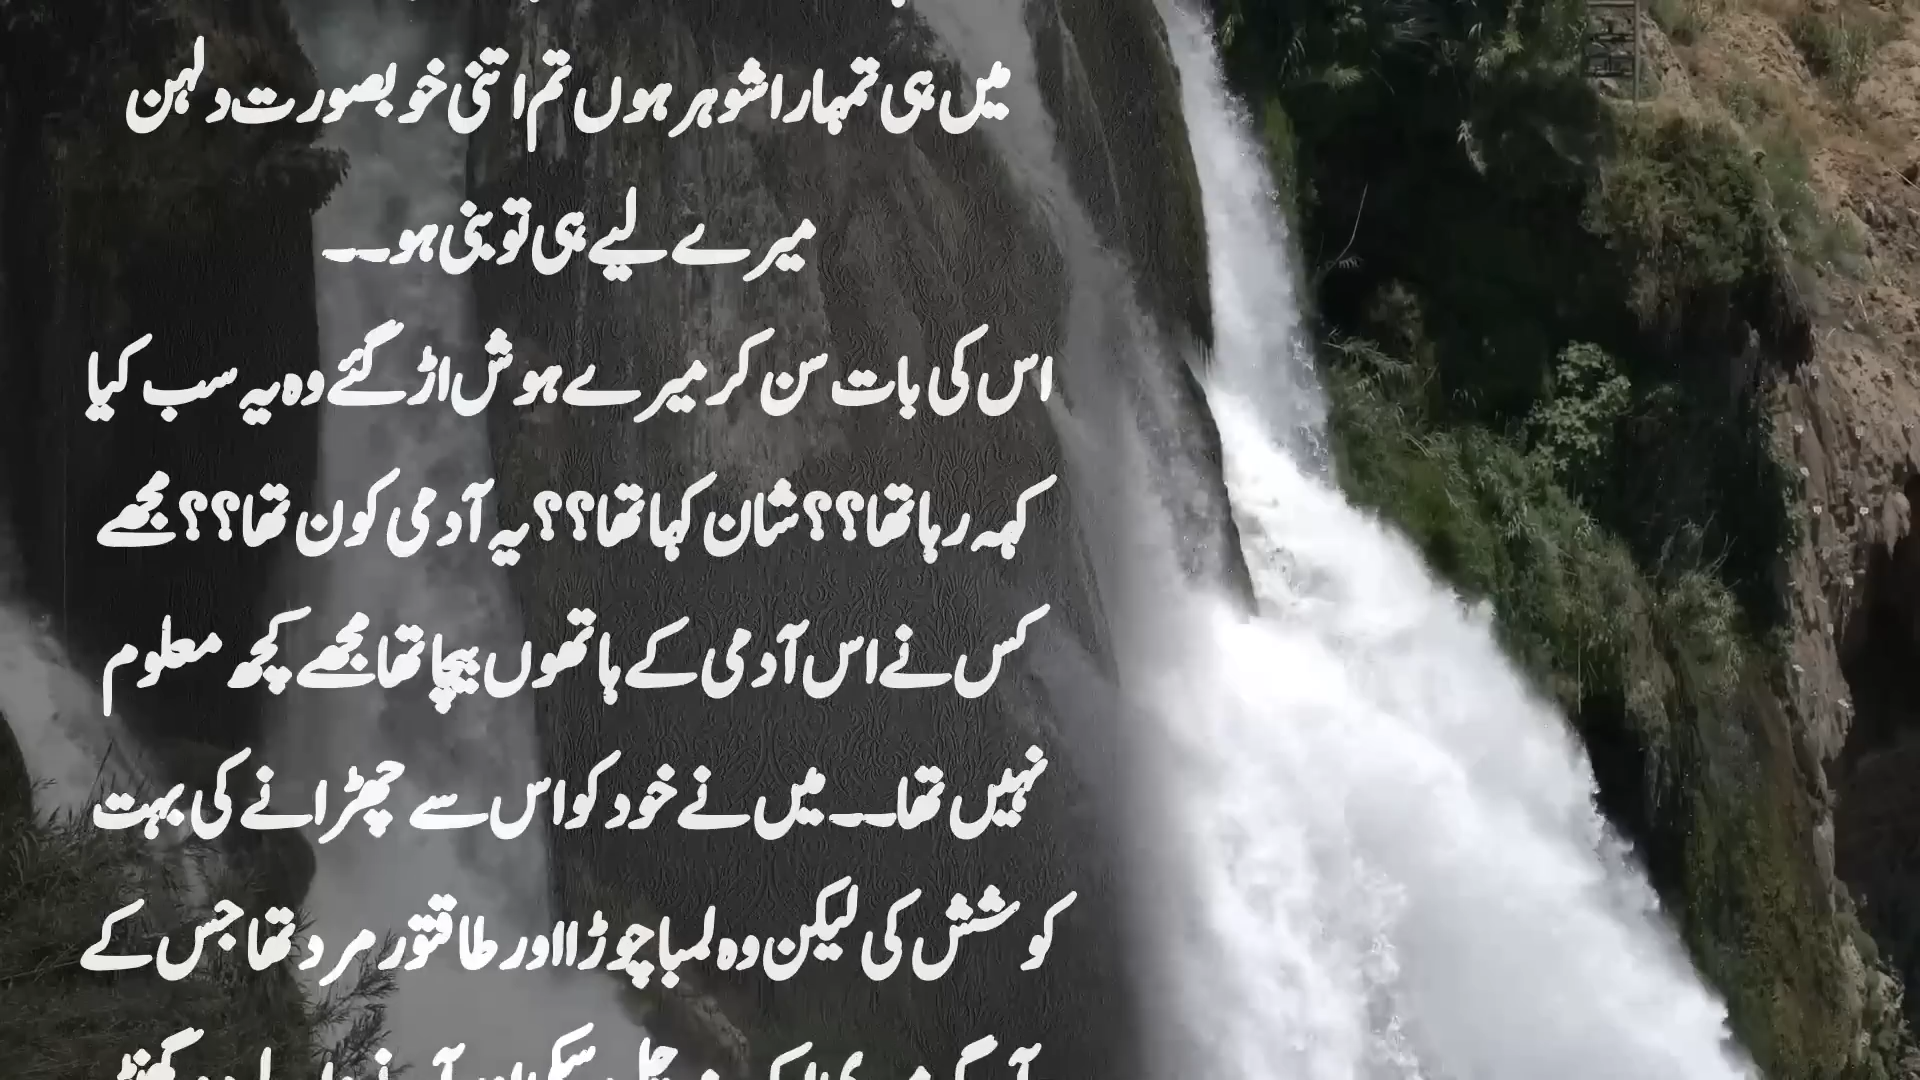 میں ہی تمہارا شوہر ہوں تم اتنی خوبصورت دلہن
میرے لیے ہی تو بنی ہو۔۔
اس کی بات سن کر میرے ہوش اڑ گئے وہ یہ سب کیا
کہہ رہا تھا؟؟ شان کہا تھا؟؟ یہ آدمی کون تھا؟؟ مجھے
کس نے اس آدمی کے ہاتھوں بیچا تھا مجھے کچھ معلوم
نہیں تھا۔۔ میں نے خود کو اس سے چھڑانے کی بہت
کوشش کی لیکن وہ لمبا چوڑا اور طاقتور مرد تھا جس کے